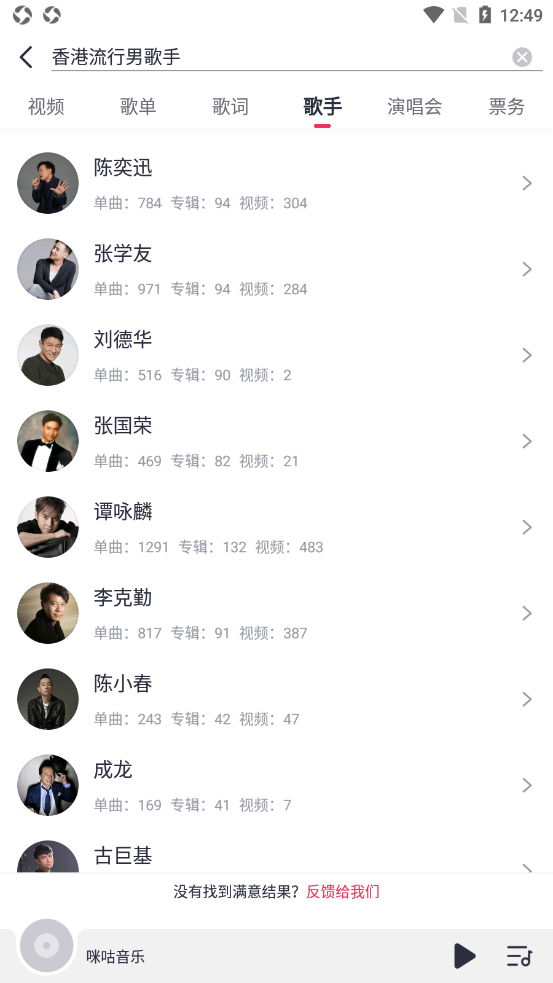 12:49
香港流行男歌手
视频 歌单 歌词 歌手 演唱会 票务
陈奕迅
单曲：784 专辑：94 视频：304
张学友
单曲：971 专辑：94 视频：284
刘德华
单曲：516 专辑：90 视频：2
张国荣
单曲：469 专辑：82 视频：21
谭咏麟
单曲：1291 专辑：132 视频：483
李克勤
单曲：817 专辑：91 视频：387
陈小春
单曲：243 专辑：42 视频：47
成龙
单曲：169 专辑：41 视频：7
古巨基
没有找到满意结果？反馈给我们
咪咕音乐